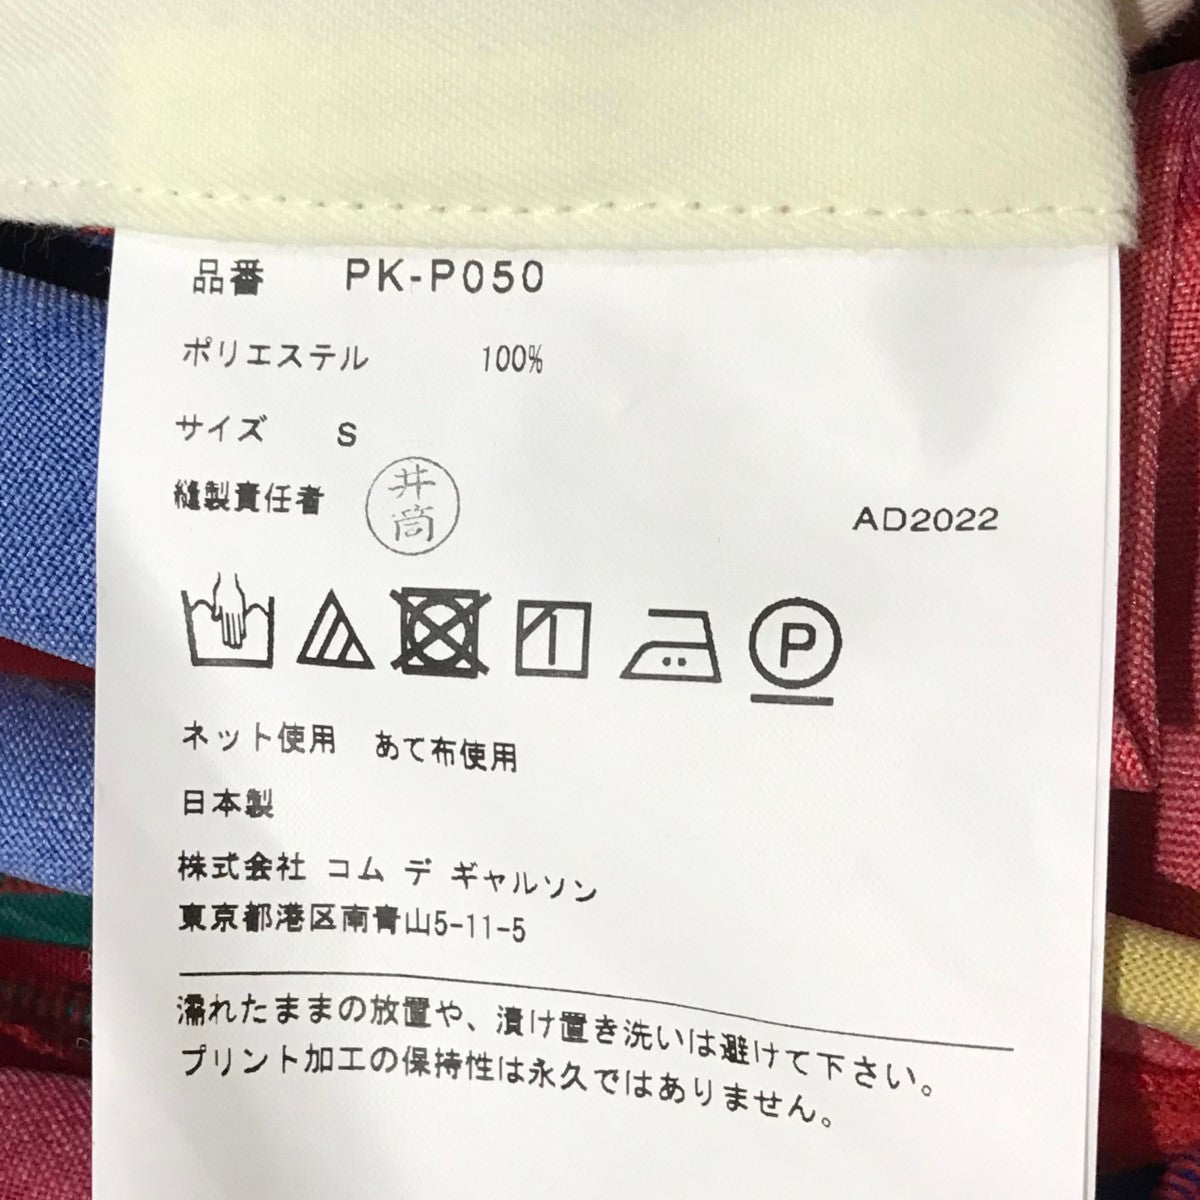 品番 PK-P050
ポリエステル 100%
サイズ S
縫製責任者 井筒
AD2022
P
ネット使用 あて布使用
日本製
株式会社 コム デ ギャルソン
東京都港区南青山5-11-5
濡れたままの放置や、漬け置き洗いは避けて下さい。
プリント加工の保持性は永久ではありません。